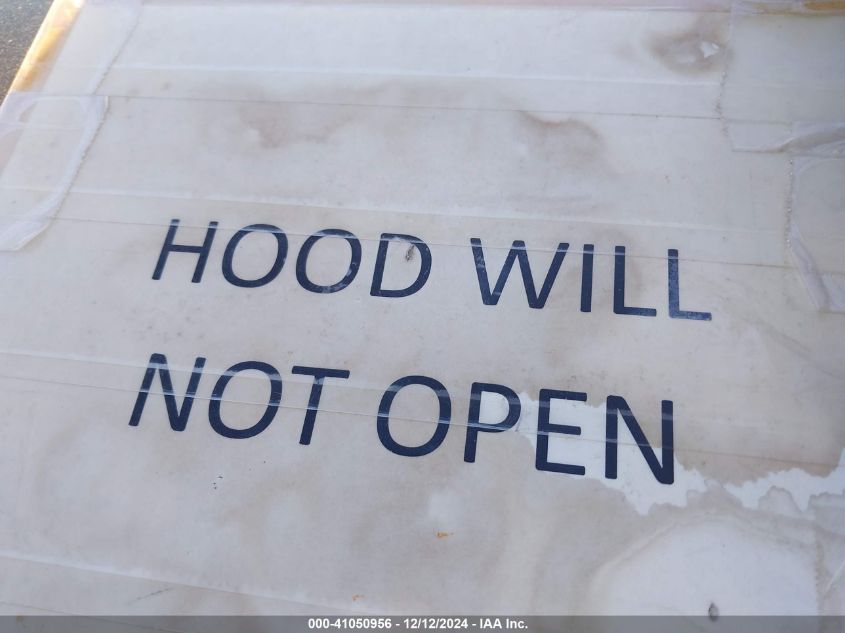 HOOD WILL
NOT OPEN
000-41050956 - 12/12/2024 - IAA Inc.